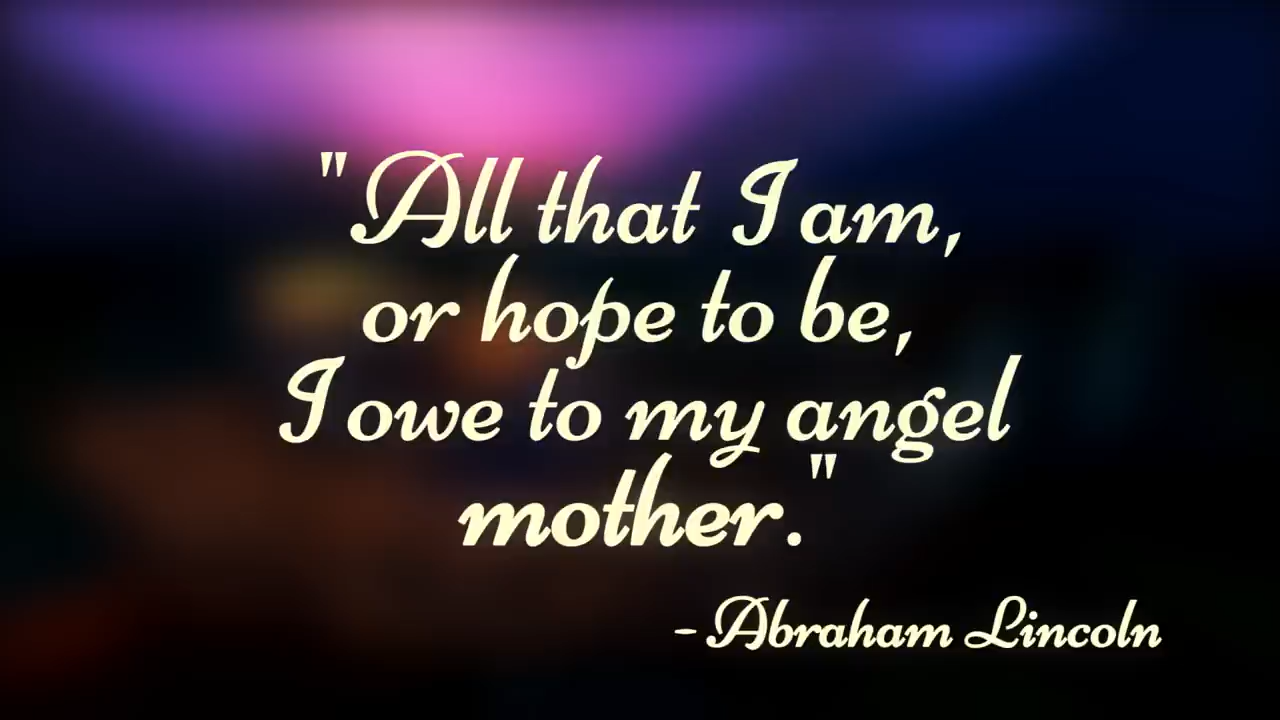 "All that I am,
or hope to be,
I owe to my angel
mother."
-Abraham Lincoln